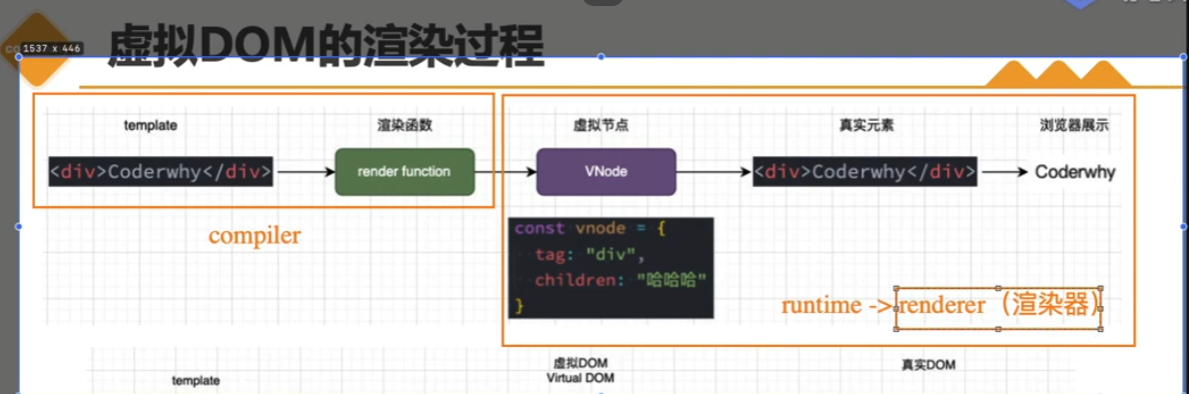 1537 x 446
虚拟DOM的渲染过程
template
渲染函数
虚拟节点
真实元素
浏览器展示
<div>Coderwhy</div>
render function
VNode
<div>Coderwhy</div>
Coderwhy
compiler
const vnode = {
tag: "div",
children: "哈哈哈"
}
runtime -> renderer（渲染器）
虚拟DOM
Virtual DOM
真实DOM
template